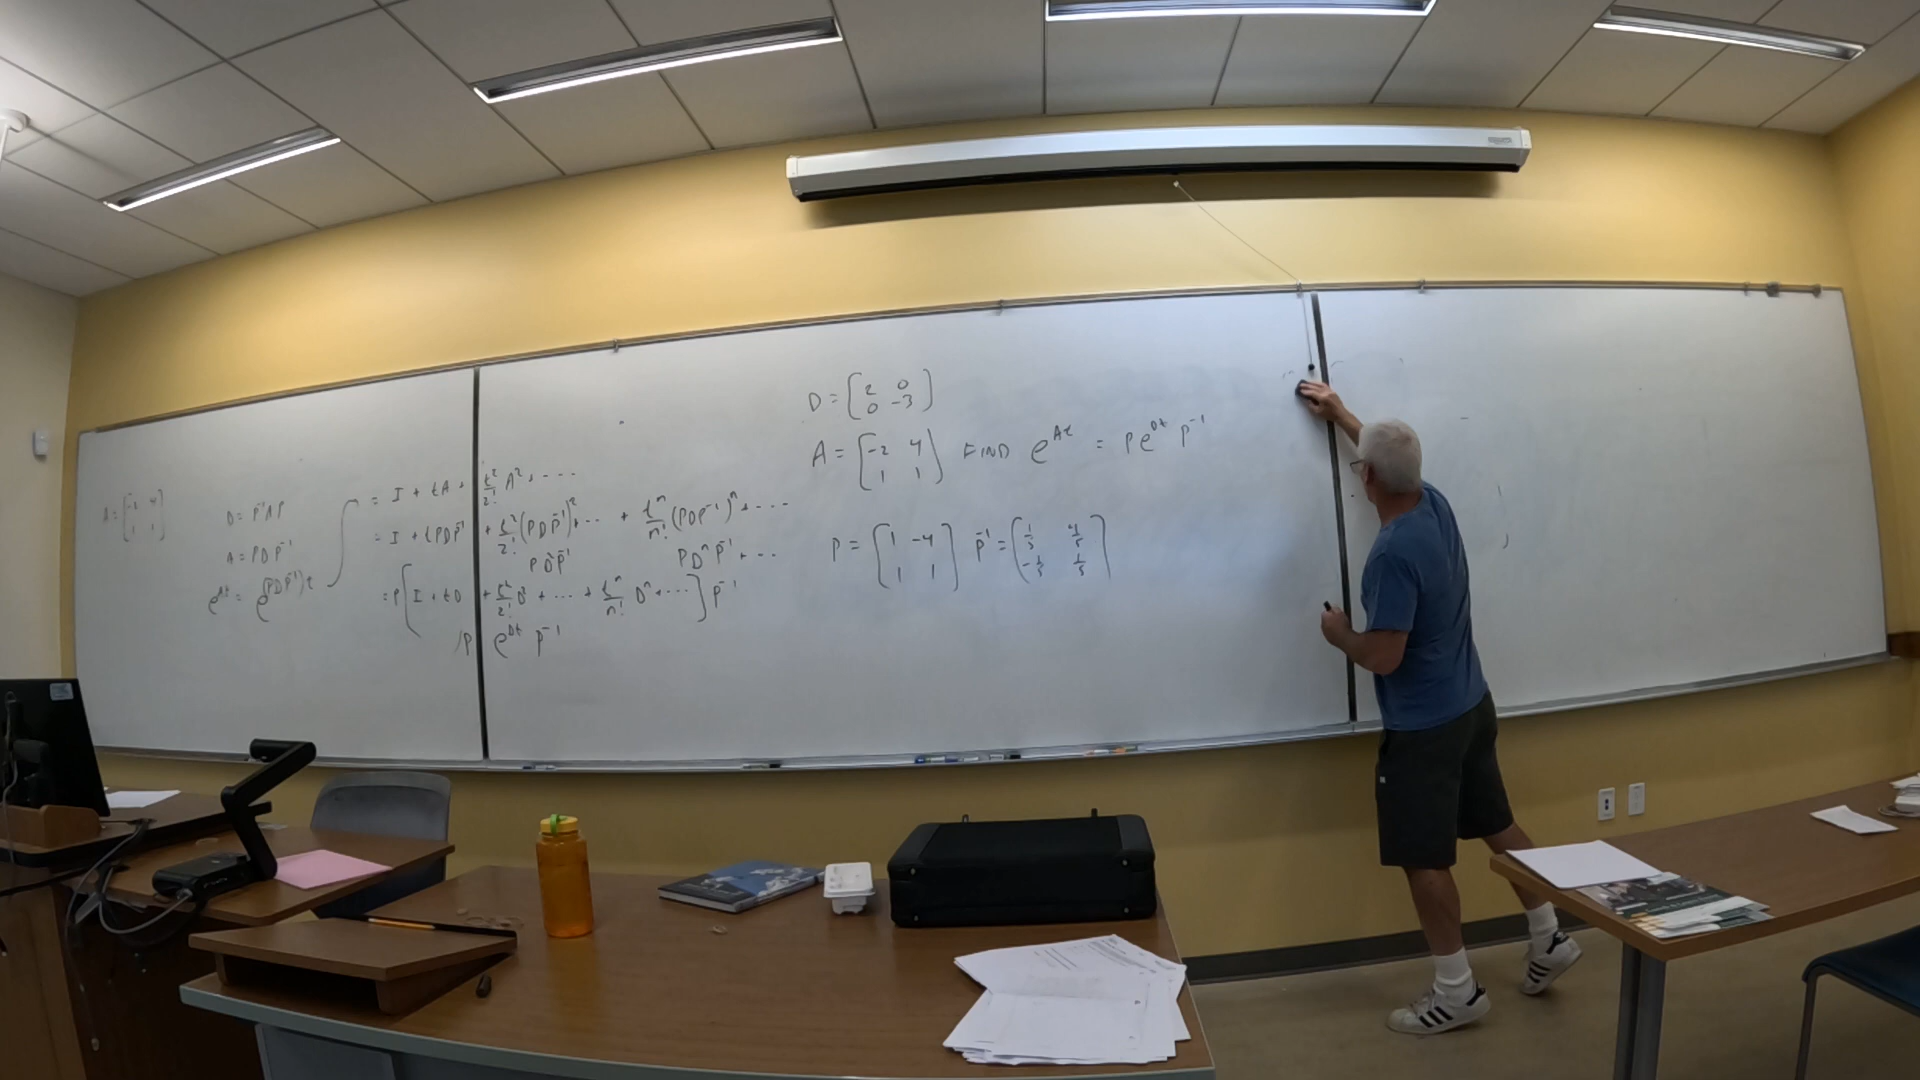 A = [-2 4
1 1]
D = P⁻¹AP
A = PDP⁻¹
e^{At} = e^{(PDP⁻¹)t}
= I + tA + t²/2! A² + ...
= I + tPDP⁻¹ + t²/2! (PDP⁻¹)² + ... + tⁿ/n! (PDP⁻¹)ⁿ + ...
PD²P⁻¹ PDⁿP⁻¹ + ...
= P[I + tD + t²/2! D² + ... + tⁿ/n! Dⁿ + ...]P⁻¹
P e^{Dt} P⁻¹
D = [2 0
0 -3]
A = [-2 4
1 1] FIND e^{At} = P e^{Dt} P⁻¹
P = [1 -4
1 1] P⁻¹ = [1/5 4/5
-1/5 1/5]